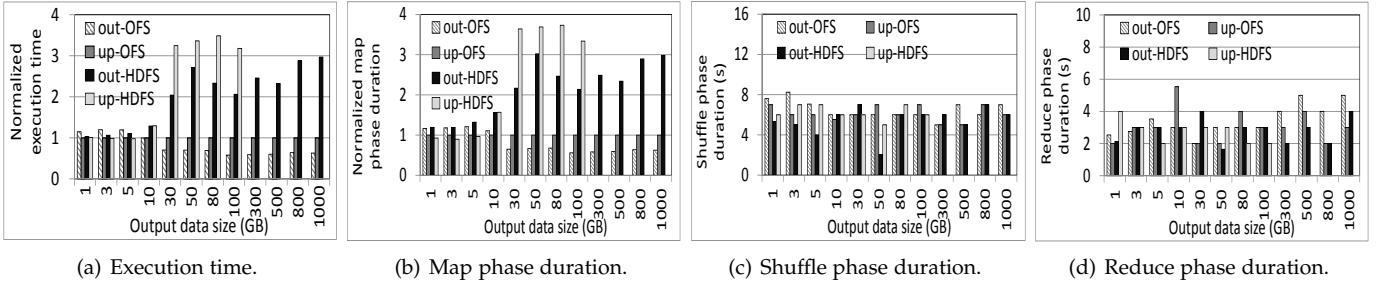 Normalized
execution time
4
3
2
1
0
out-OFS
up-OFS
out-HDFS
up-HDFS
1
3
5
10
30
50
80
100
300
500
800
1000
Output data size (GB)
(a) Execution time.
Normalized map
phase duration
4
3
2
1
0
out-OFS
up-OFS
out-HDFS
up-HDFS
1
3
5
10
30
50
80
100
300
500
800
1000
Output data size (GB)
(b) Map phase duration.
Shuffle phase
duration (s)
16
12
8
4
0
out-OFS up-OFS
out-HDFS up-HDFS
1
3
5
10
30
50
80
100
300
500
800
1000
Output data size (GB)
(c) Shuffle phase duration.
Reduce phase
duration (s)
10
8
6
4
2
0
out-OFS up-OFS
out-HDFS up-HDFS
1
3
5
10
30
50
80
100
300
500
800
1000
Output data size (GB)
(d) Reduce phase duration.